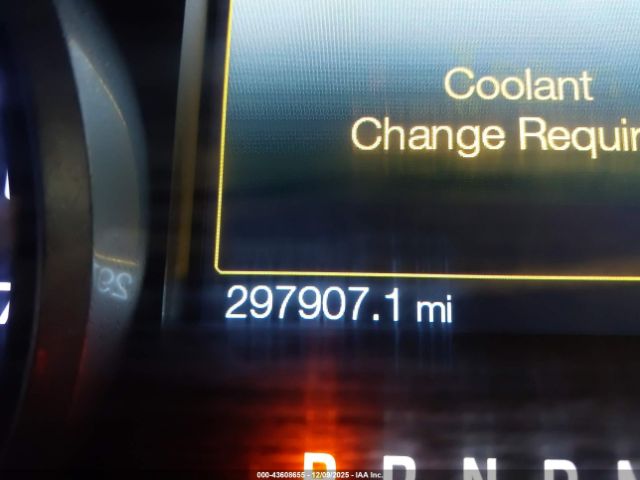 Coolant
Change Requir
297907.1 mi
P R N D M
000-43608655 - 12/09/2025 - IAA Inc.